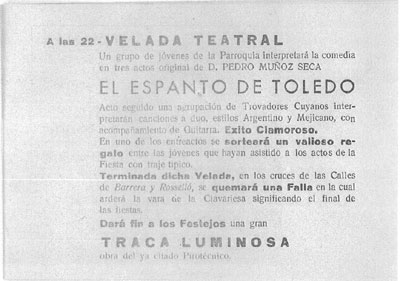 A las 22 - VELADA TEATRAL
Un grupo de jóvenes de la Parroquia interpretará la comedia
en tres actos original de D. PEDRO MUÑOZ SECA
EL ESPANTO DE TOLEDO
Acto seguido una agrupación de Trovadores Cuyanos inter-
pretarán canciones a duo, estilos Argentino y Mejicano, con
acompañamiento de Guitarra. Exito Clamoroso.
En uno de los entreactos se sorteará un valioso re-
galo entre las jóvenes que hayan asistido a los actos de la
Fiesta con traje típico.
Terminada dicha Velada, en los cruces de las Calles
de Barrera y Rosselló, se quemará una Falla en la cual
arderá la vara de la Clavariesa significando el final de
las fiestas.
Dará fin a los Festejos una gran
TRACA LUMINOSA
obra del ya citado Pirotécnico.